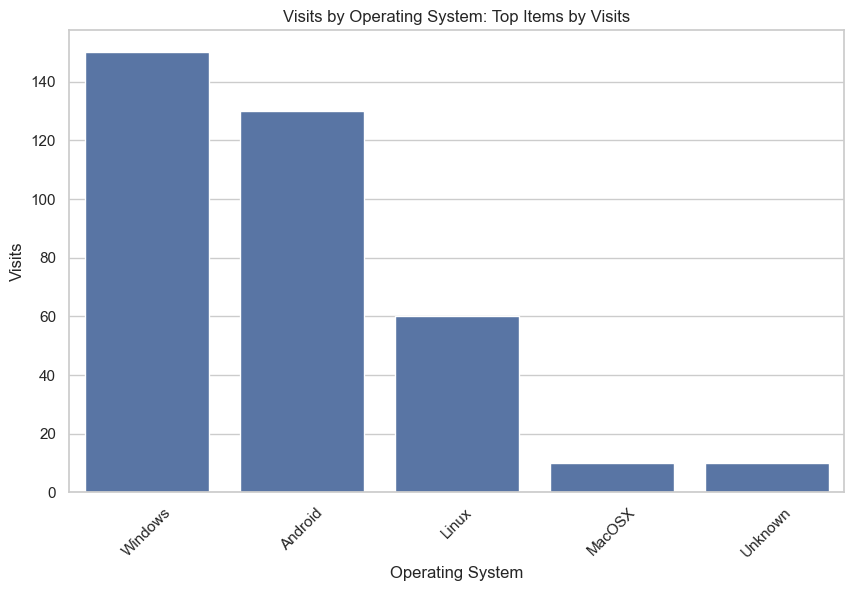 Visits by Operating System: Top Items by Visits
Visits
140
120
100
80
60
40
20
0
Windows
Android
Linux
MacOSX
Unknown
Operating System